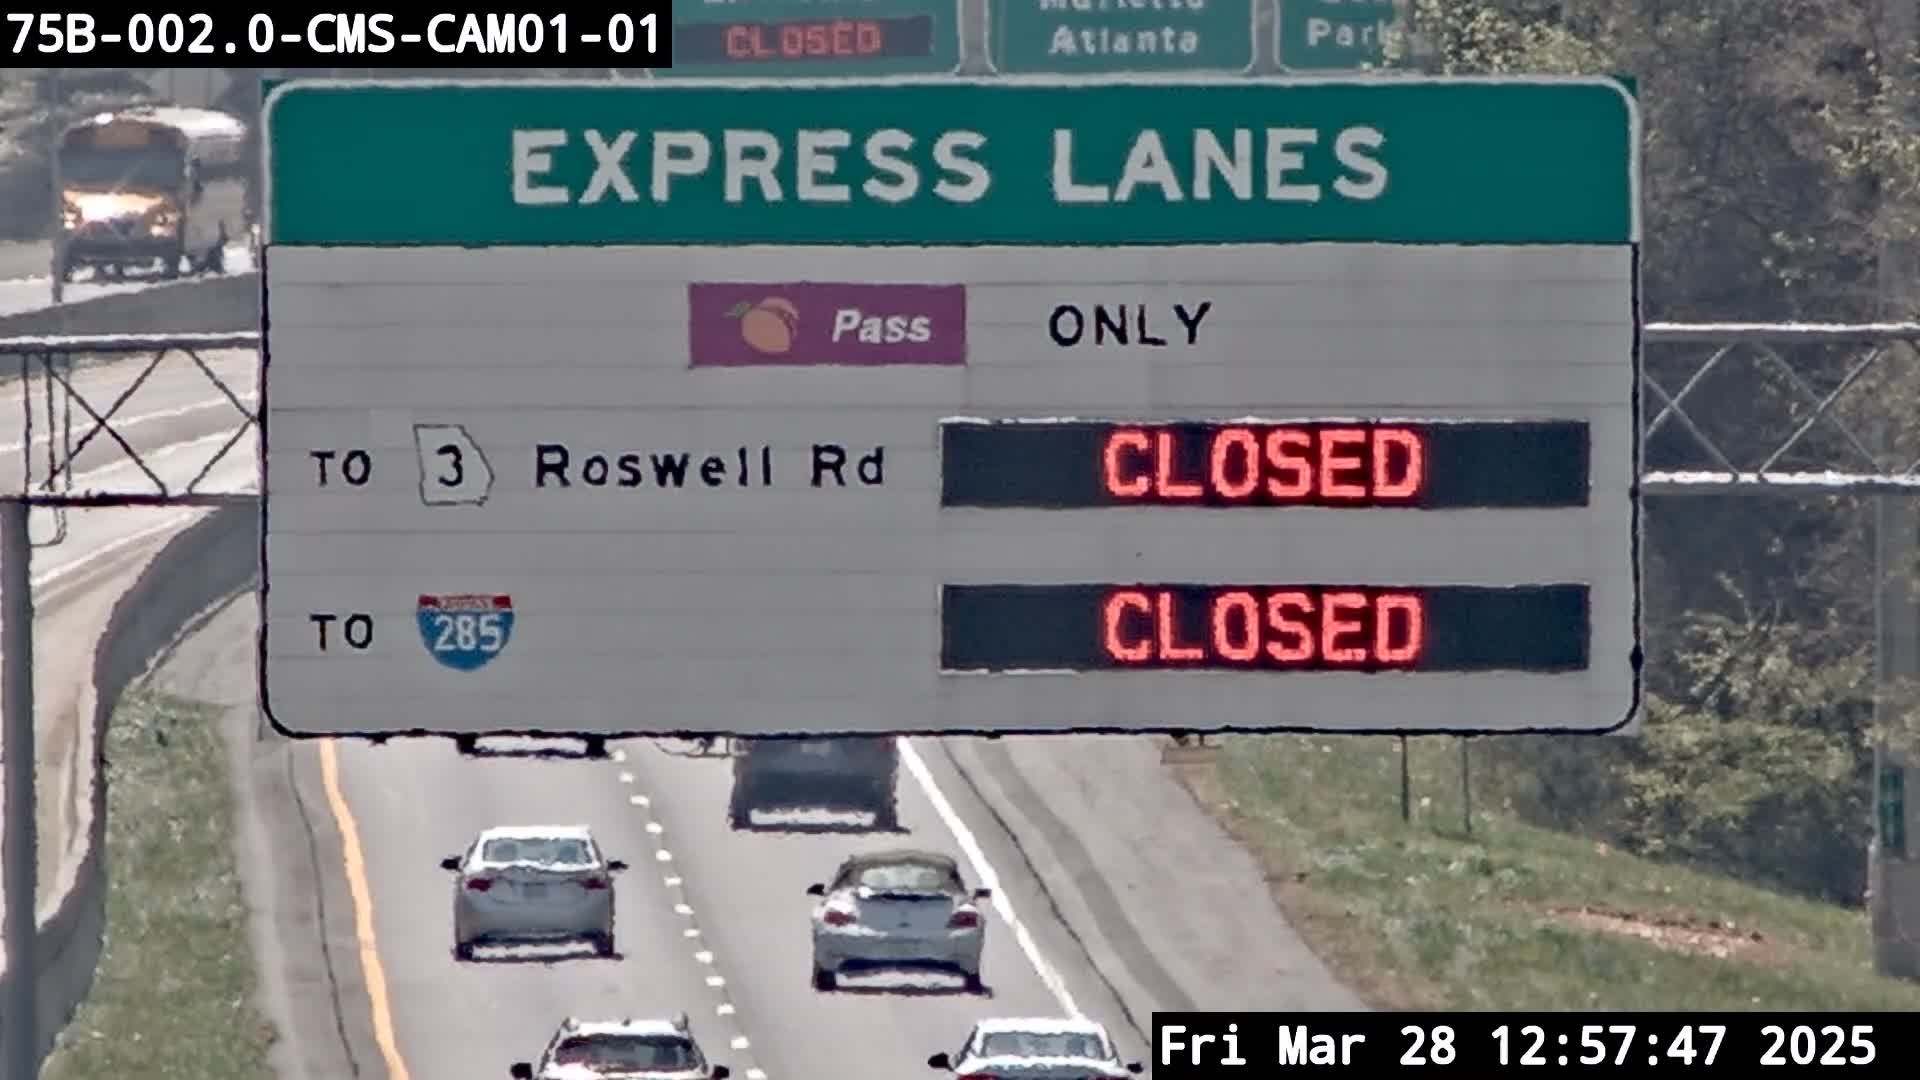 75B-002.0-CMS-CAM01-01
CLOSED
Atlanta
EXPRESS LANES
Pass ONLY
TO 3 Roswell Rd CLOSED
TO 285 CLOSED
Fri Mar 28 12:57:47 2025